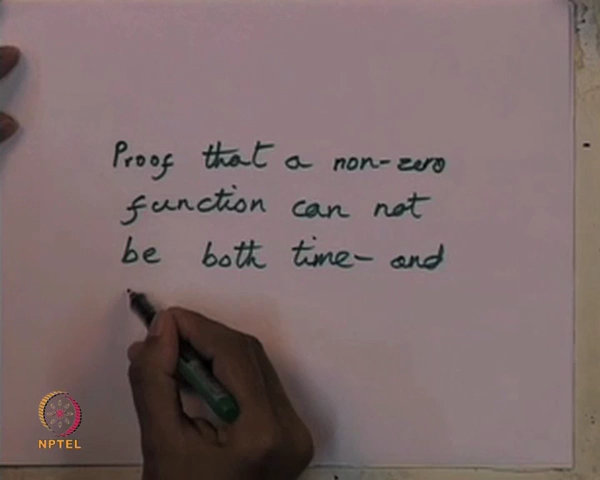 Proof that a non-zero
function can not
be both time- and
NPTEL